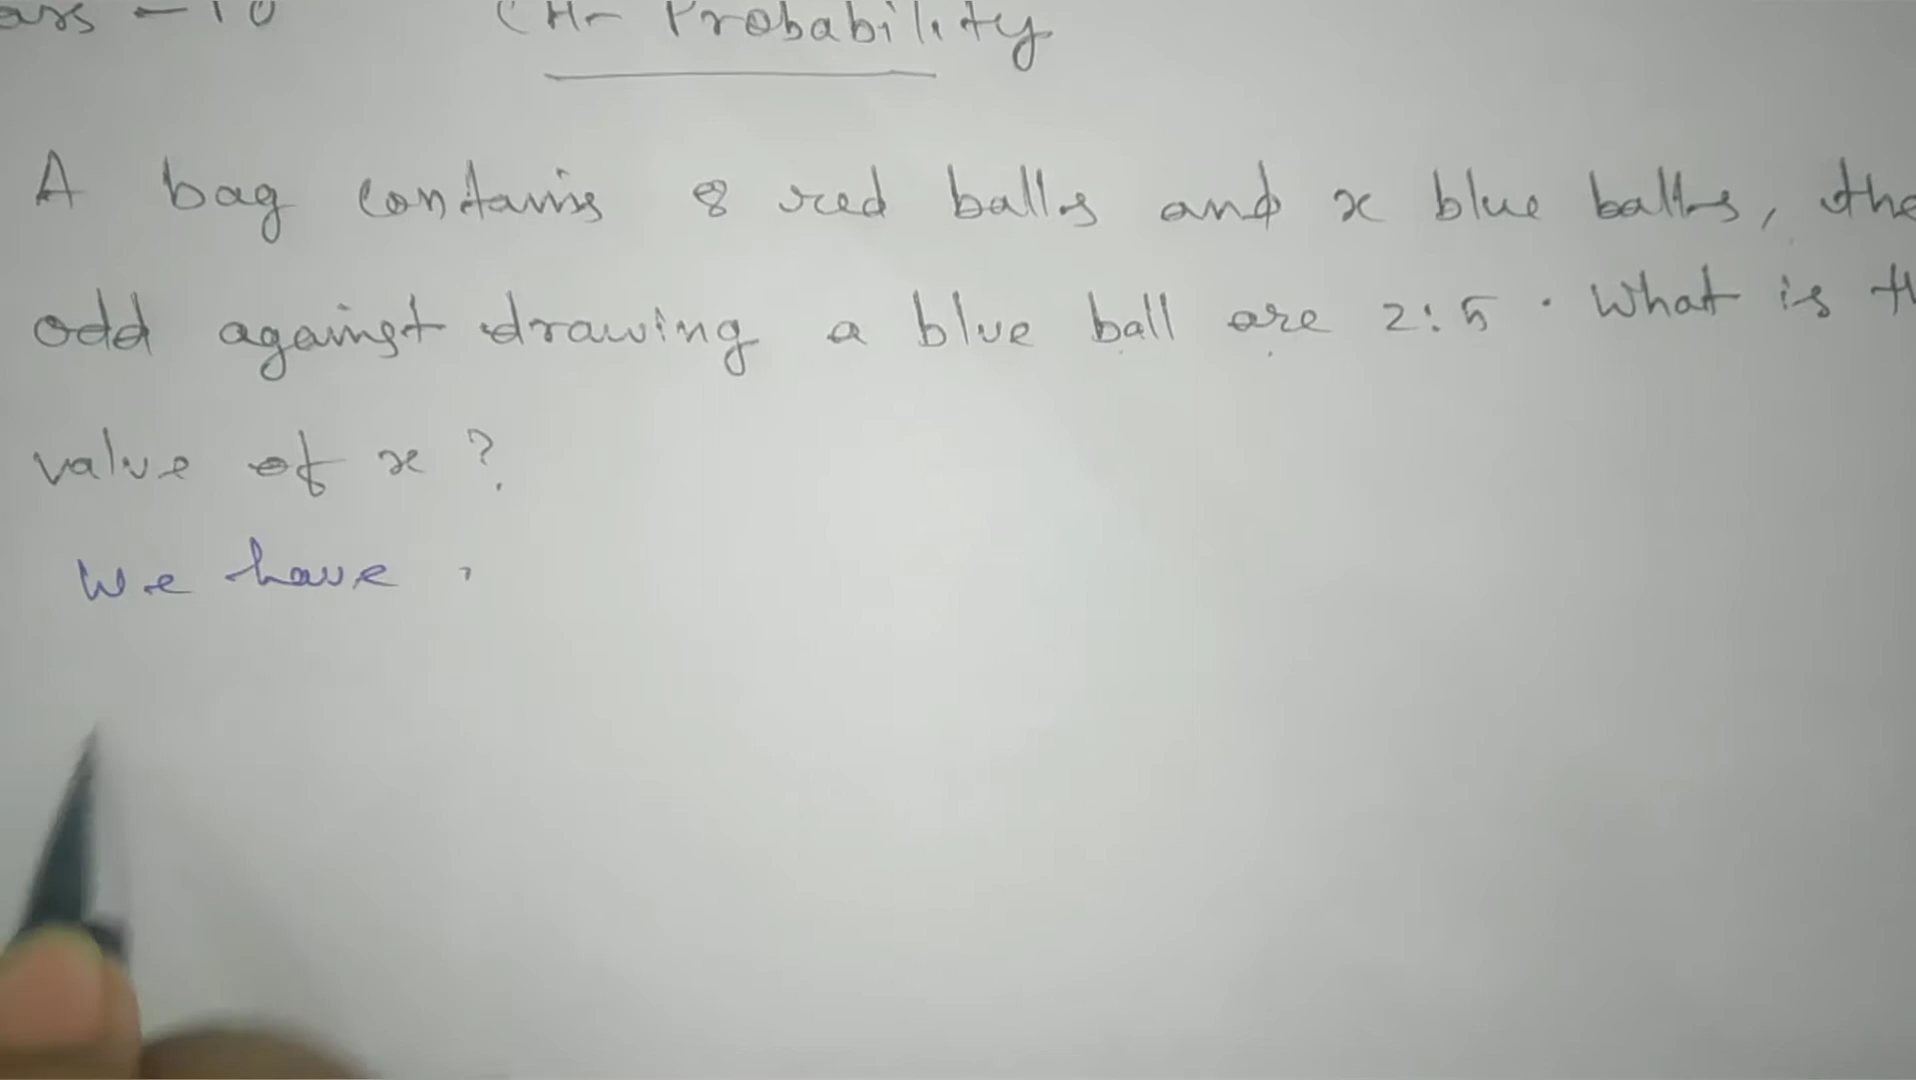 - 10 CH- Probability
A bag contains 8 red balls and x blue balls, the
odd against drawing a blue ball are 2:5 . What is
value of x ?
We have ,